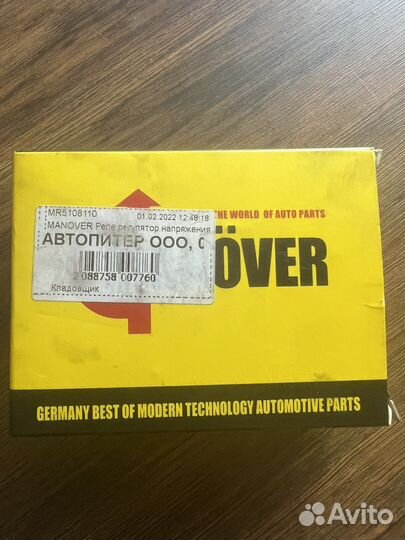 MR5108110 01.02.2022 12:48:18
MANOVER Реле регулятор напряжения
АВТОПИТЕР ООО, 0
2 088758 007760
Кладовщик
THE WORLD OF AUTO PARTS
ÖVER
GERMANY BEST OF MODERN TECHNOLOGY AUTOMOTIVE PARTS
Avito